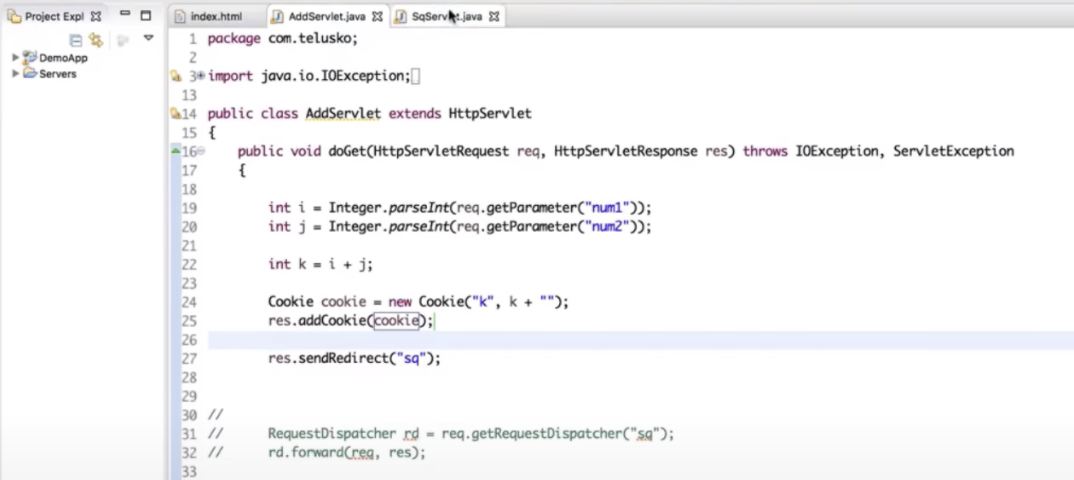 Project Expl
index.html
AddServlet.java
SqServlet.java
DemoApp
Servers
1 package com.telusko;
2
3 import java.io.IOException;
13
14 public class AddServlet extends HttpServlet
15 {
16 public void doGet(HttpServletRequest req, HttpServletResponse res) throws IOException, ServletException
17 {
18
19 int i = Integer.parseInt(req.getParameter("num1"));
20 int j = Integer.parseInt(req.getParameter("num2"));
21
22 int k = i + j;
23
24 Cookie cookie = new Cookie("k", k + "");
25 res.addCookie(cookie);
26
27 res.sendRedirect("sq");
28
29
30 //
31 // RequestDispatcher rd = req.getRequestDispatcher("sq");
32 // rd.forward(req, res);
33